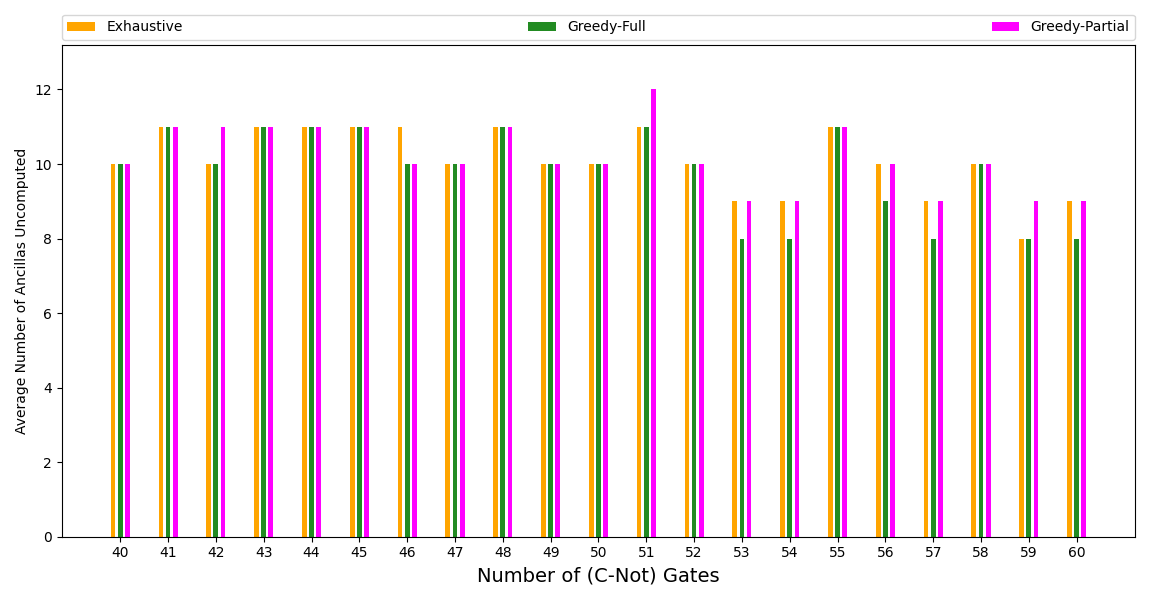 Exhaustive Greedy-Full Greedy-Partial
Average Number of Ancillas Uncomputed
12
10
8
6
4
2
0
40 41 42 43 44 45 46 47 48 49 50 51 52 53 54 55 56 57 58 59 60
Number of (C-Not) Gates